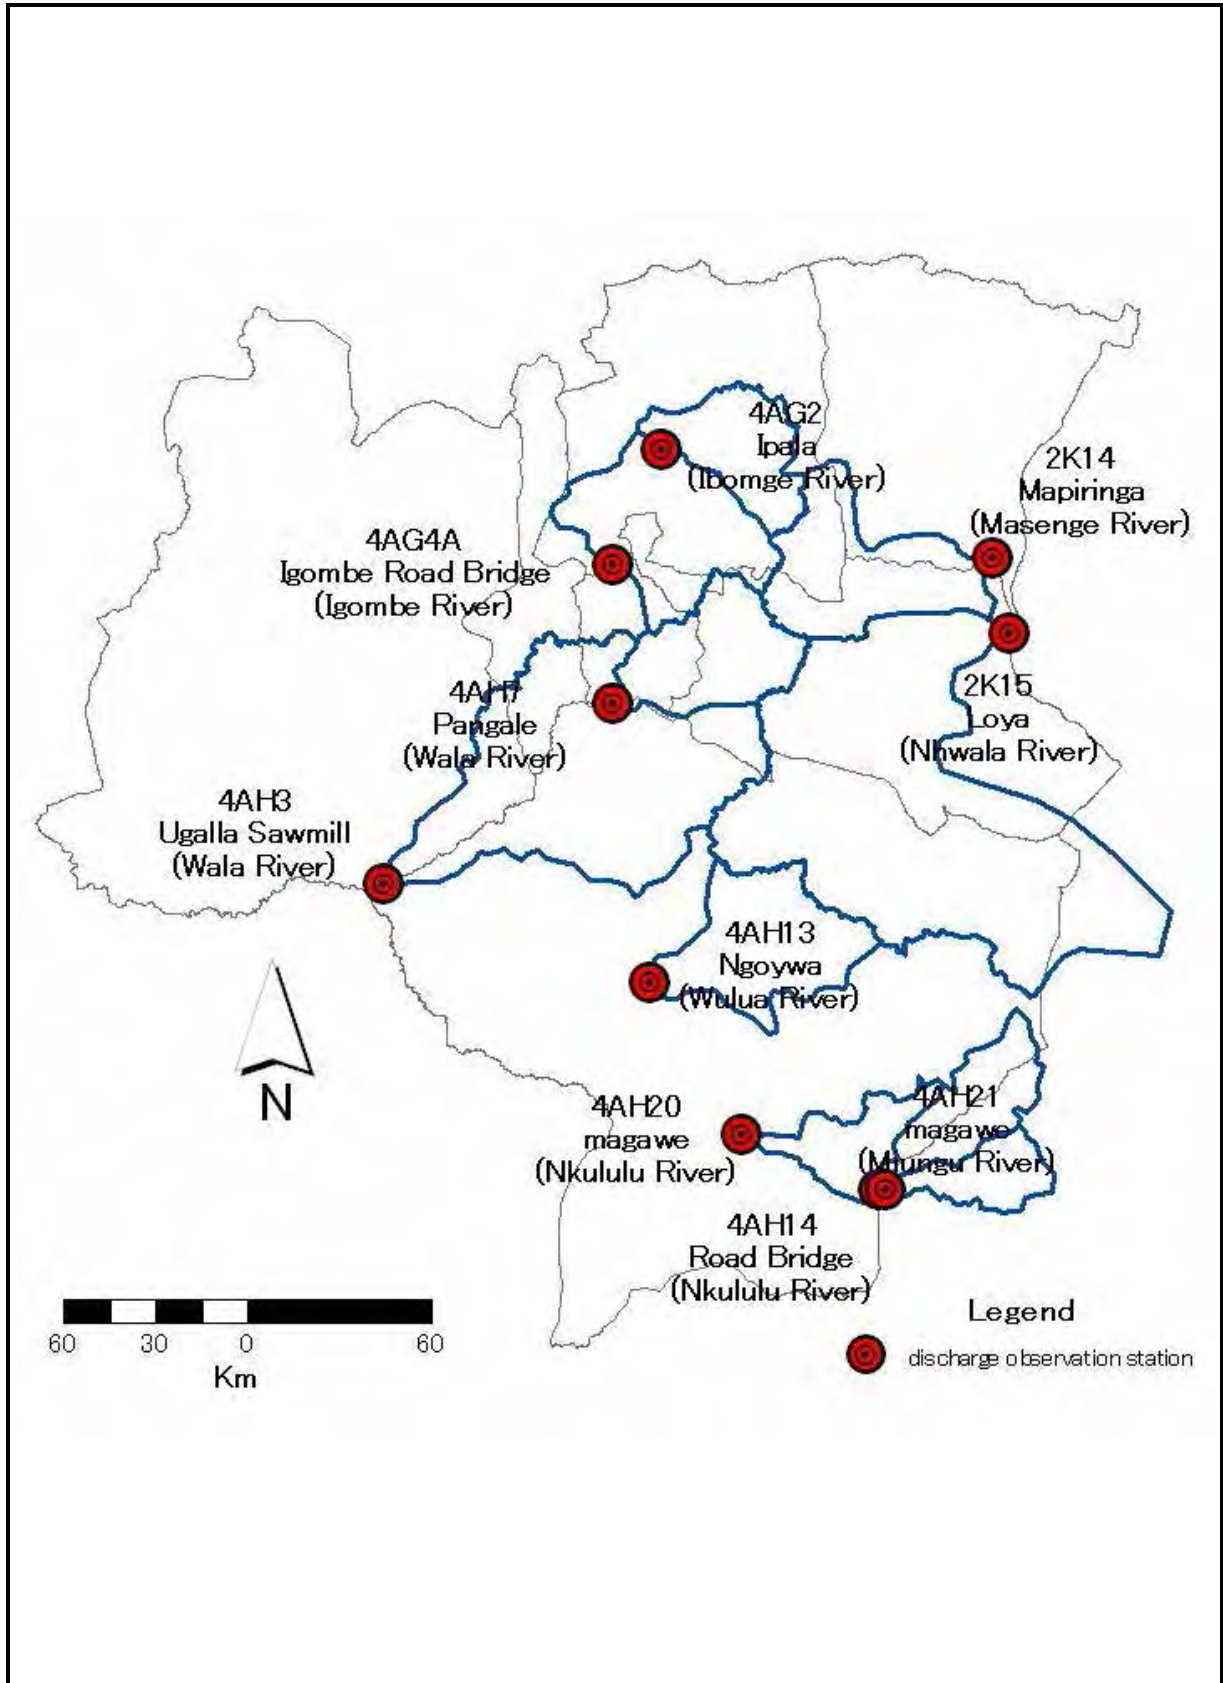 4AG2
Ipala
(Ibomge River)
2K14
Mapiringa
(Masenge River)
4AG4A
Igombe Road Bridge
(Igombe River)
4AH7
Pangale
(Wala River)
2K15
Loya
(Nhwala River)
4AH3
Ugalla Sawmill
(Wala River)
4AH13
Ngoywa
(Wulua River)
N
4AH20
magawe
(Nkululu River)
4AH21
magawe
(Mlungu River)
4AH14
Road Bridge
(Nkululu River)
60 30 0 60
Km
Legend
discharge observation station